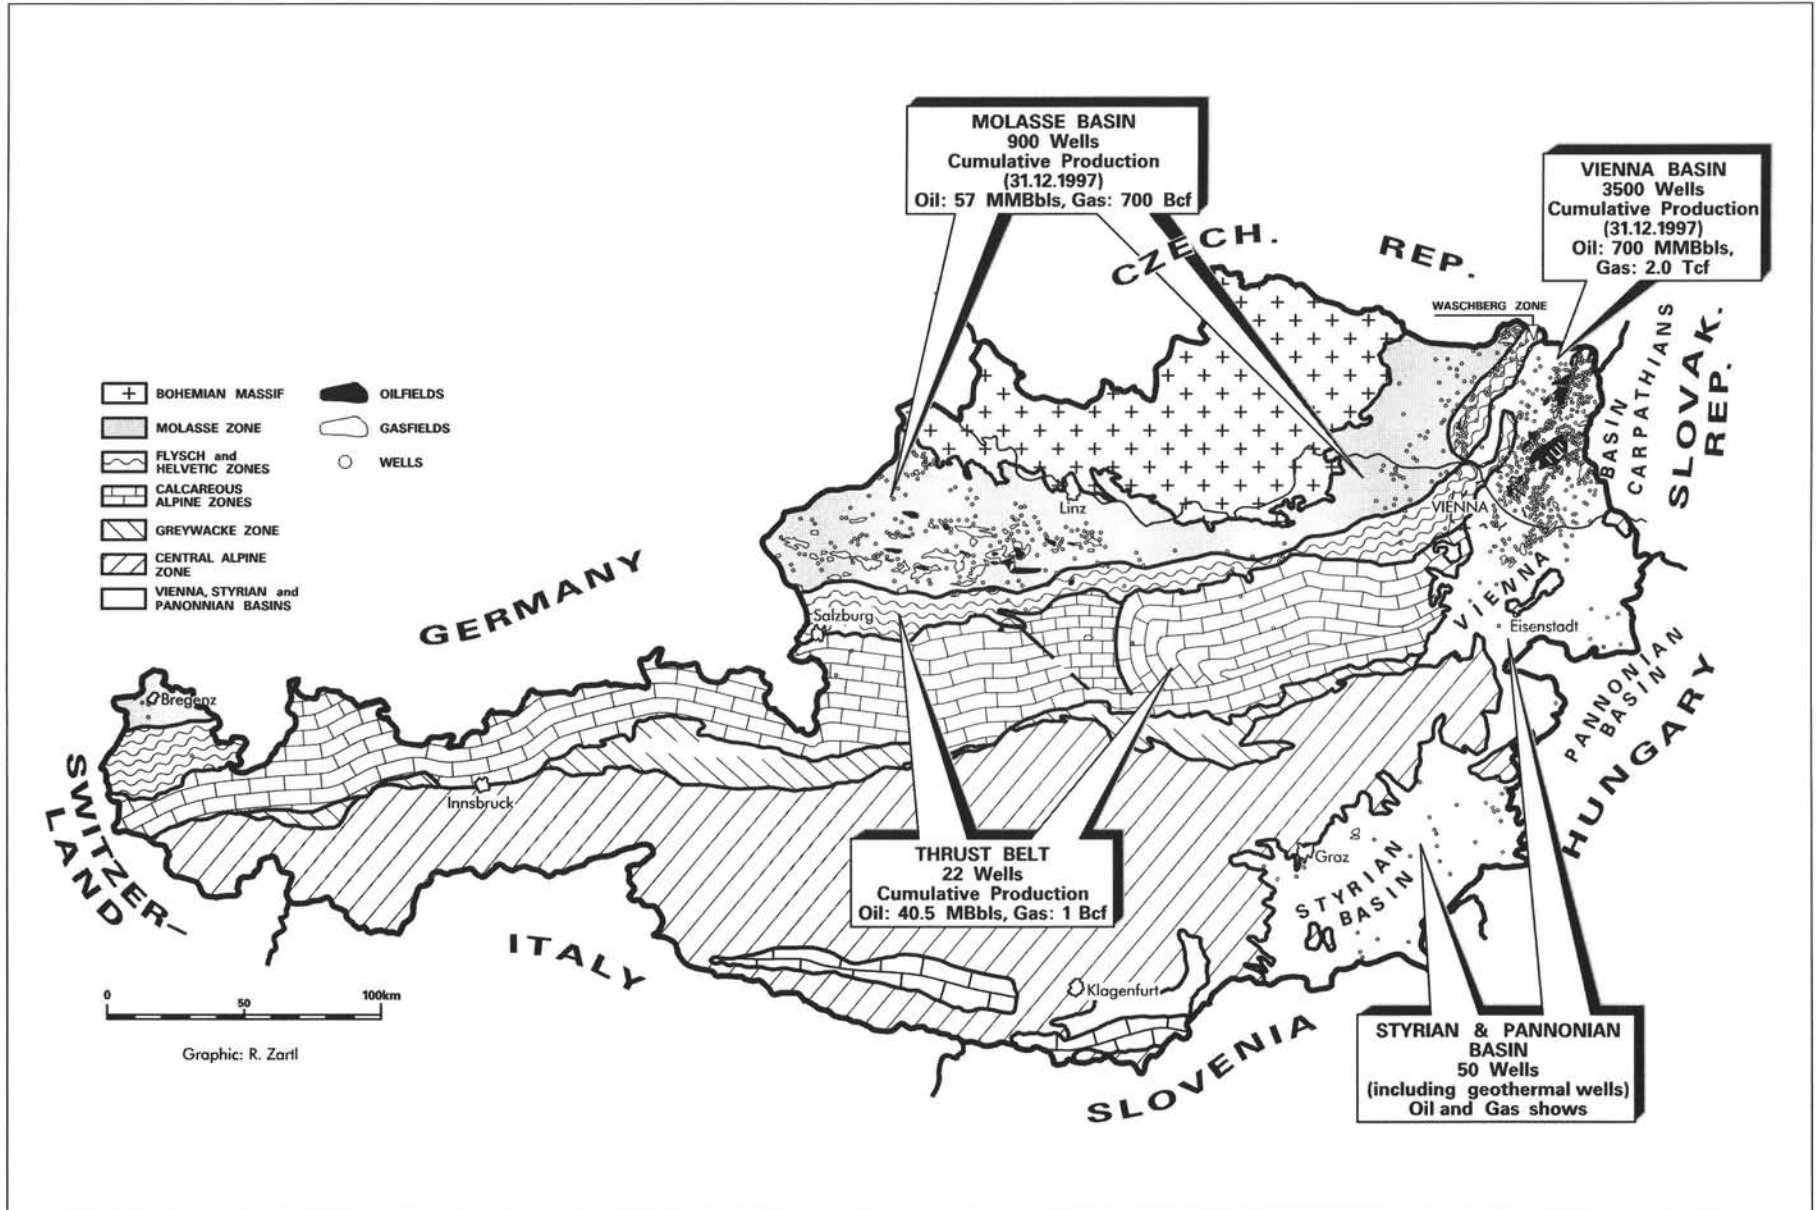 MOLASSE BASIN
900 Wells
Cumulative Production
(31.12.1997)
Oil: 57 MMBbls, Gas: 700 Bcf
VIENNA BASIN
3500 Wells
Cumulative Production
(31.12.1997)
Oil: 700 MMBbls,
Gas: 2.0 Tcf
CZECH. REP.
WASCHBERG ZONE
SLOVAK.
REP.
BASIN
CARPATHIANS
BOHEMIAN MASSIF
MOLASSE ZONE
FLYSCH and
HELVETIC ZONES
CALCAREOUS
ALPINE ZONES
GREYWACKE ZONE
CENTRAL ALPINE
ZONE
VIENNA, STYRIAN and
PANONNIAN BASINS
OILFIELDS
GASFIELDS
WELLS
Linz
VIENNA
GERMANY
VIENNA
Salzburg
Eisenstadt
Bregenz
PANNONIAN
BASIN
HUNGARY
SWITZER-
LAND
Innsbruck
THRUST BELT
22 Wells
Cumulative Production
Oil: 40.5 MBbls, Gas: 1 Bcf
Graz
STYRIAN
BASIN
ITALY
Klagenfurt
0 50 100km
Graphic: R. Zartl
SLOVENIA
STYRIAN & PANNONIAN
BASIN
50 Wells
(including geothermal wells)
Oil and Gas shows